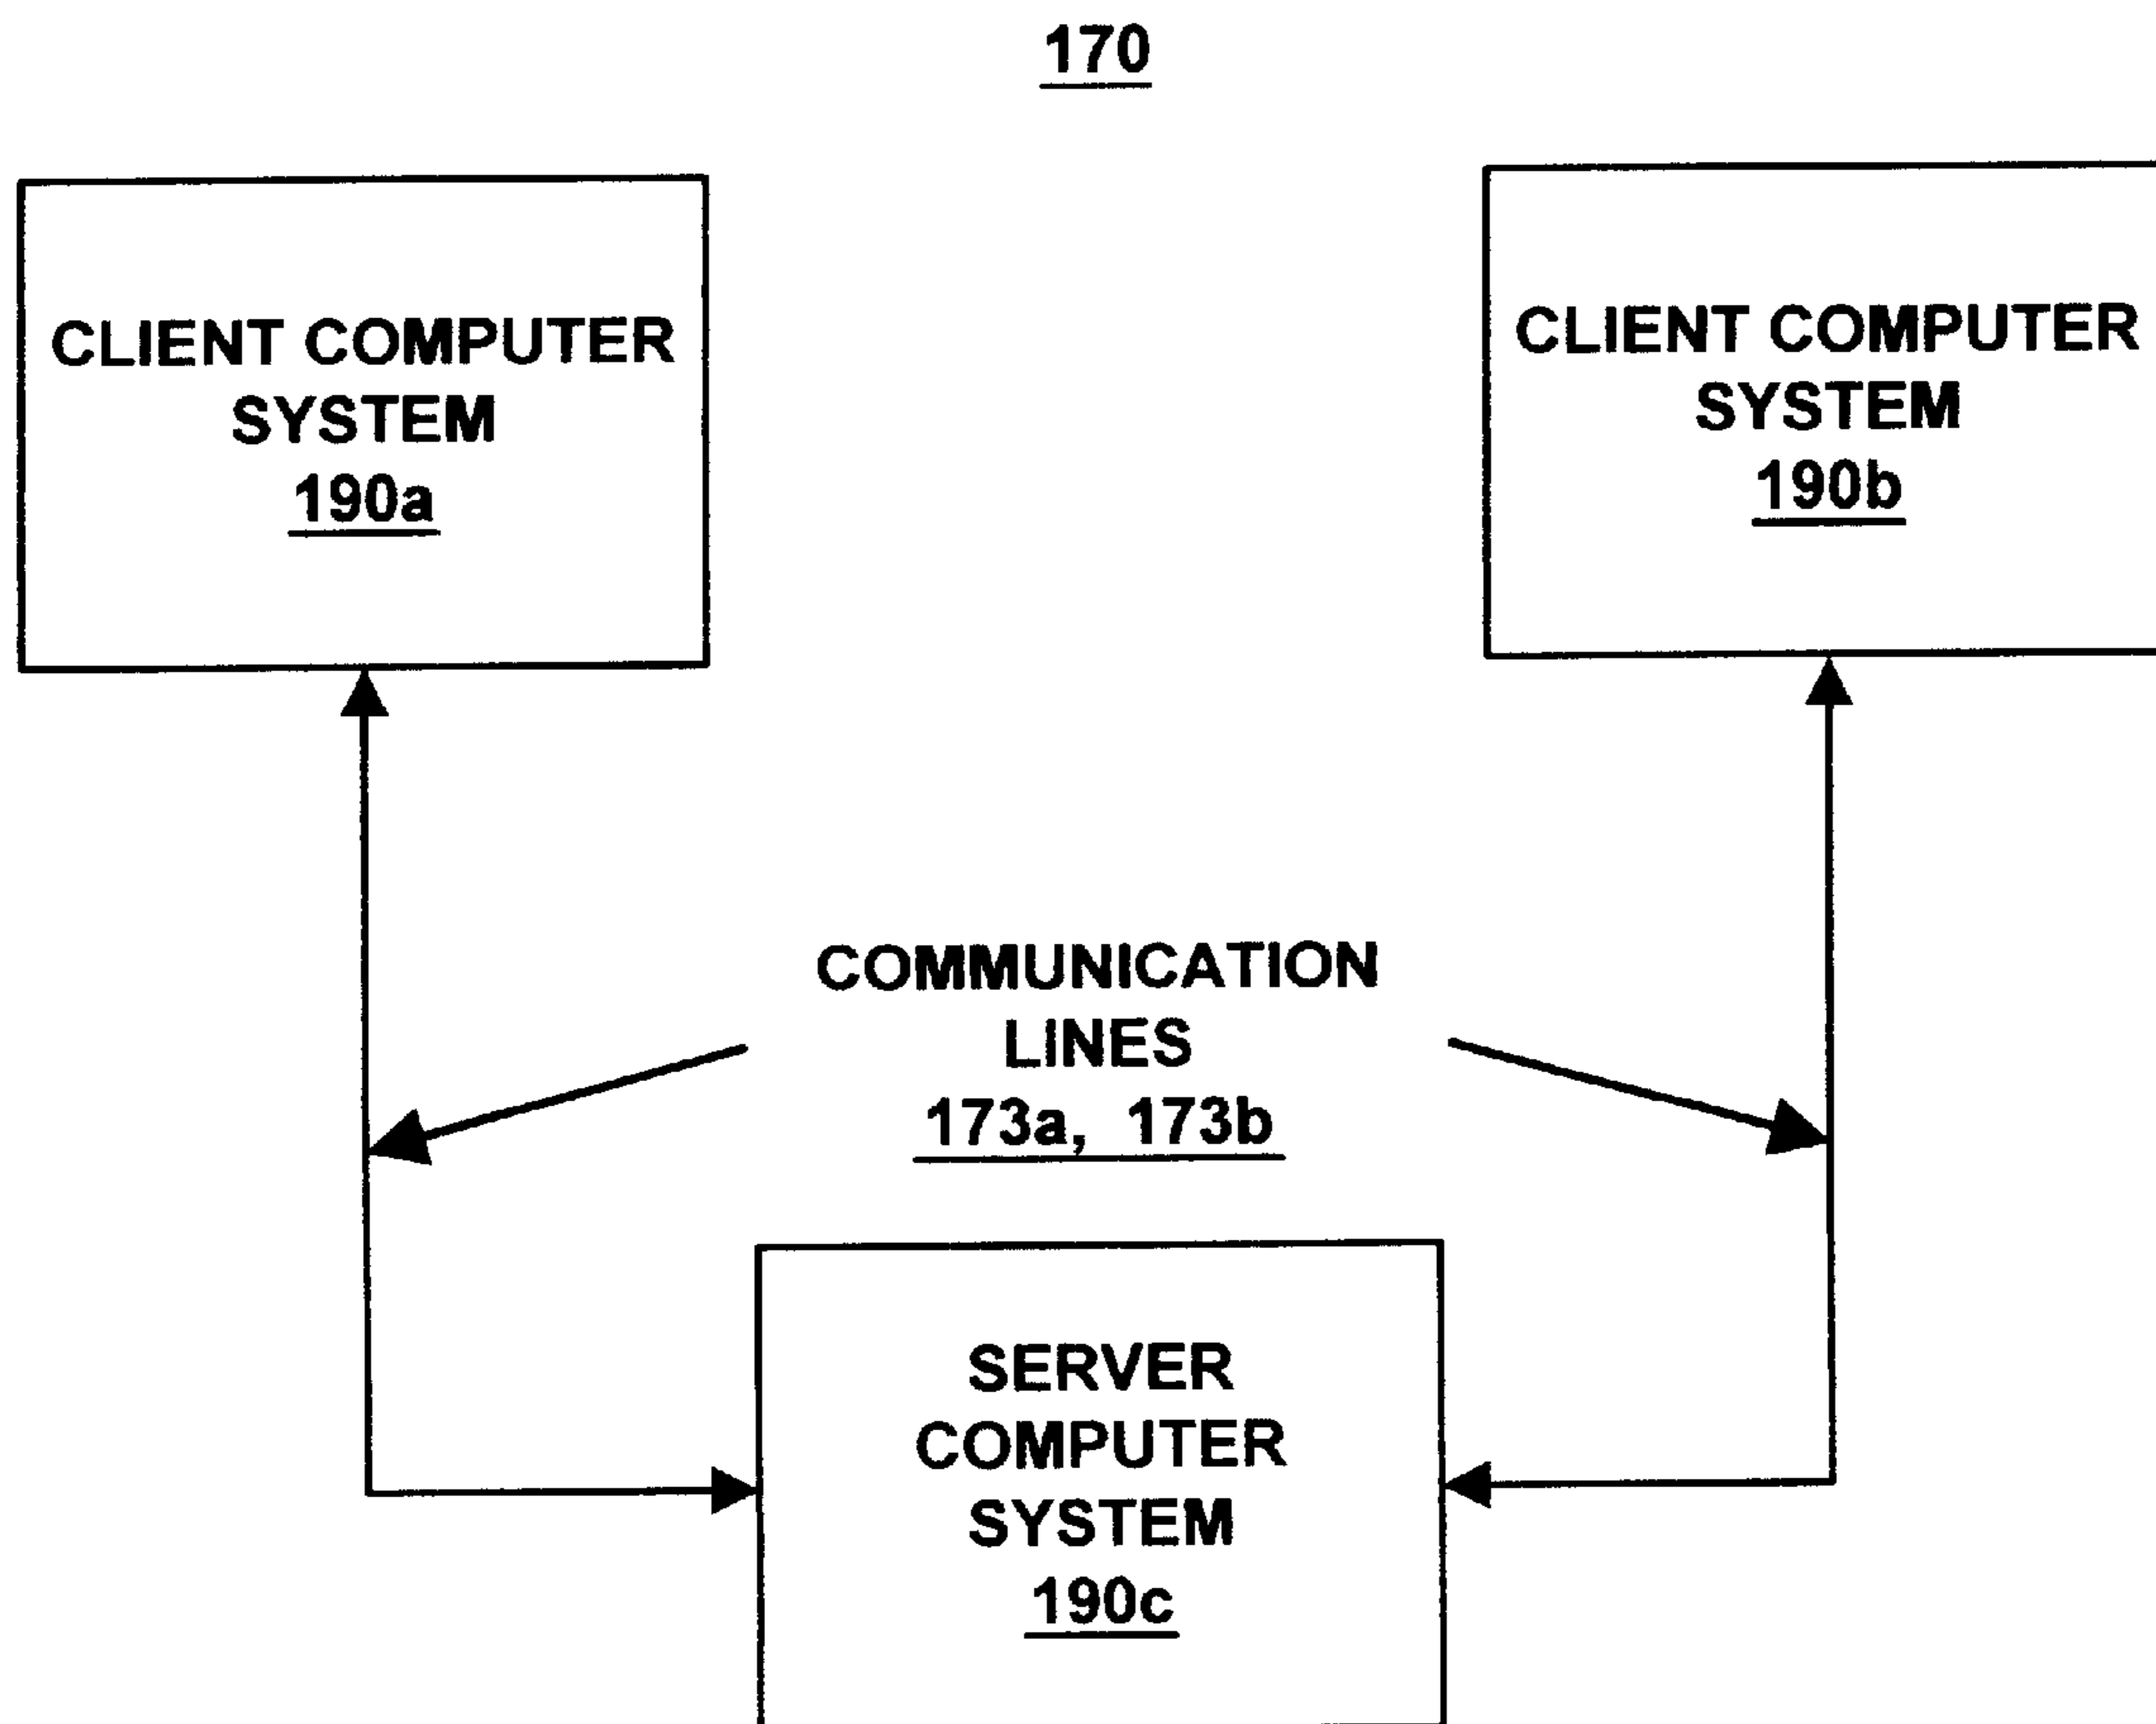 170
CLIENT COMPUTER
SYSTEM
190a
CLIENT COMPUTER
SYSTEM
190b
COMMUNICATION
LINES
173a, 173b
SERVER
COMPUTER
SYSTEM
190c